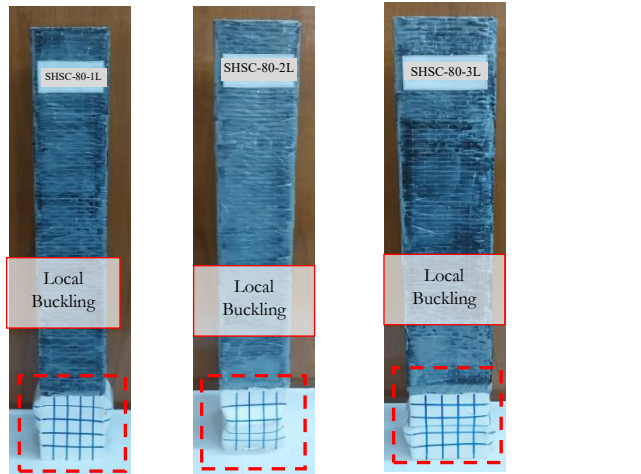 SHSC-80-1L
SHSC-80-2L
SHSC-80-3L
Local
Buckling
Local
Buckling
Local
Buckling